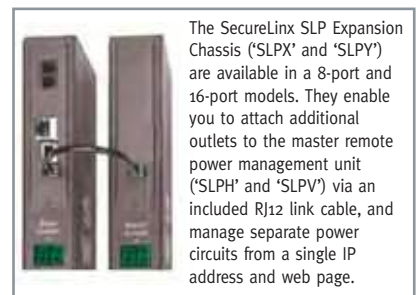 The SecureLinx SLP Expansion
Chassis (‘SLPX’ and ‘SLPY’)
are available in a 8-port and
16-port models. They enable
you to attach additional
outlets to the master remote
power management unit
(‘SLPH’ and ‘SLPV’) via an
included RJ12 link cable, and
manage separate power
circuits from a single IP
address and web page.